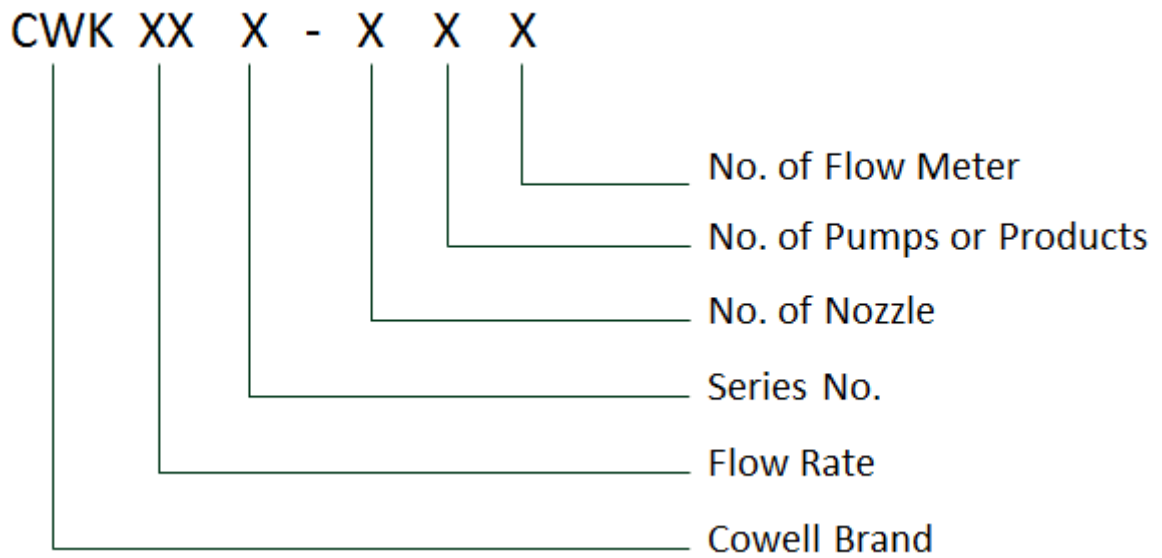 CWK XX X - X X X
No. of Flow Meter
No. of Pumps or Products
No. of Nozzle
Series No.
Flow Rate
Cowell Brand